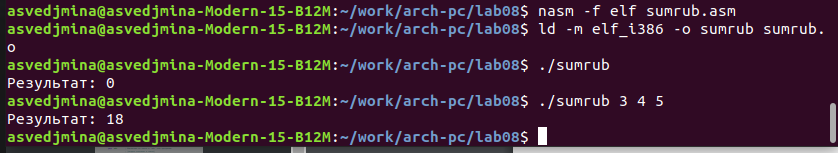 asvedjmina@asvedjmina-Modern-15-B12M:~/work/arch-pc/lab08$ nasm -f elf sumrub.asm
asvedjmina@asvedjmina-Modern-15-B12M:~/work/arch-pc/lab08$ ld -m elf_i386 -o sumrub sumrub.
o
asvedjmina@asvedjmina-Modern-15-B12M:~/work/arch-pc/lab08$ ./sumrub
Результат: 0
asvedjmina@asvedjmina-Modern-15-B12M:~/work/arch-pc/lab08$ ./sumrub 3 4 5
Результат: 18
asvedjmina@asvedjmina-Modern-15-B12M:~/work/arch-pc/lab08$